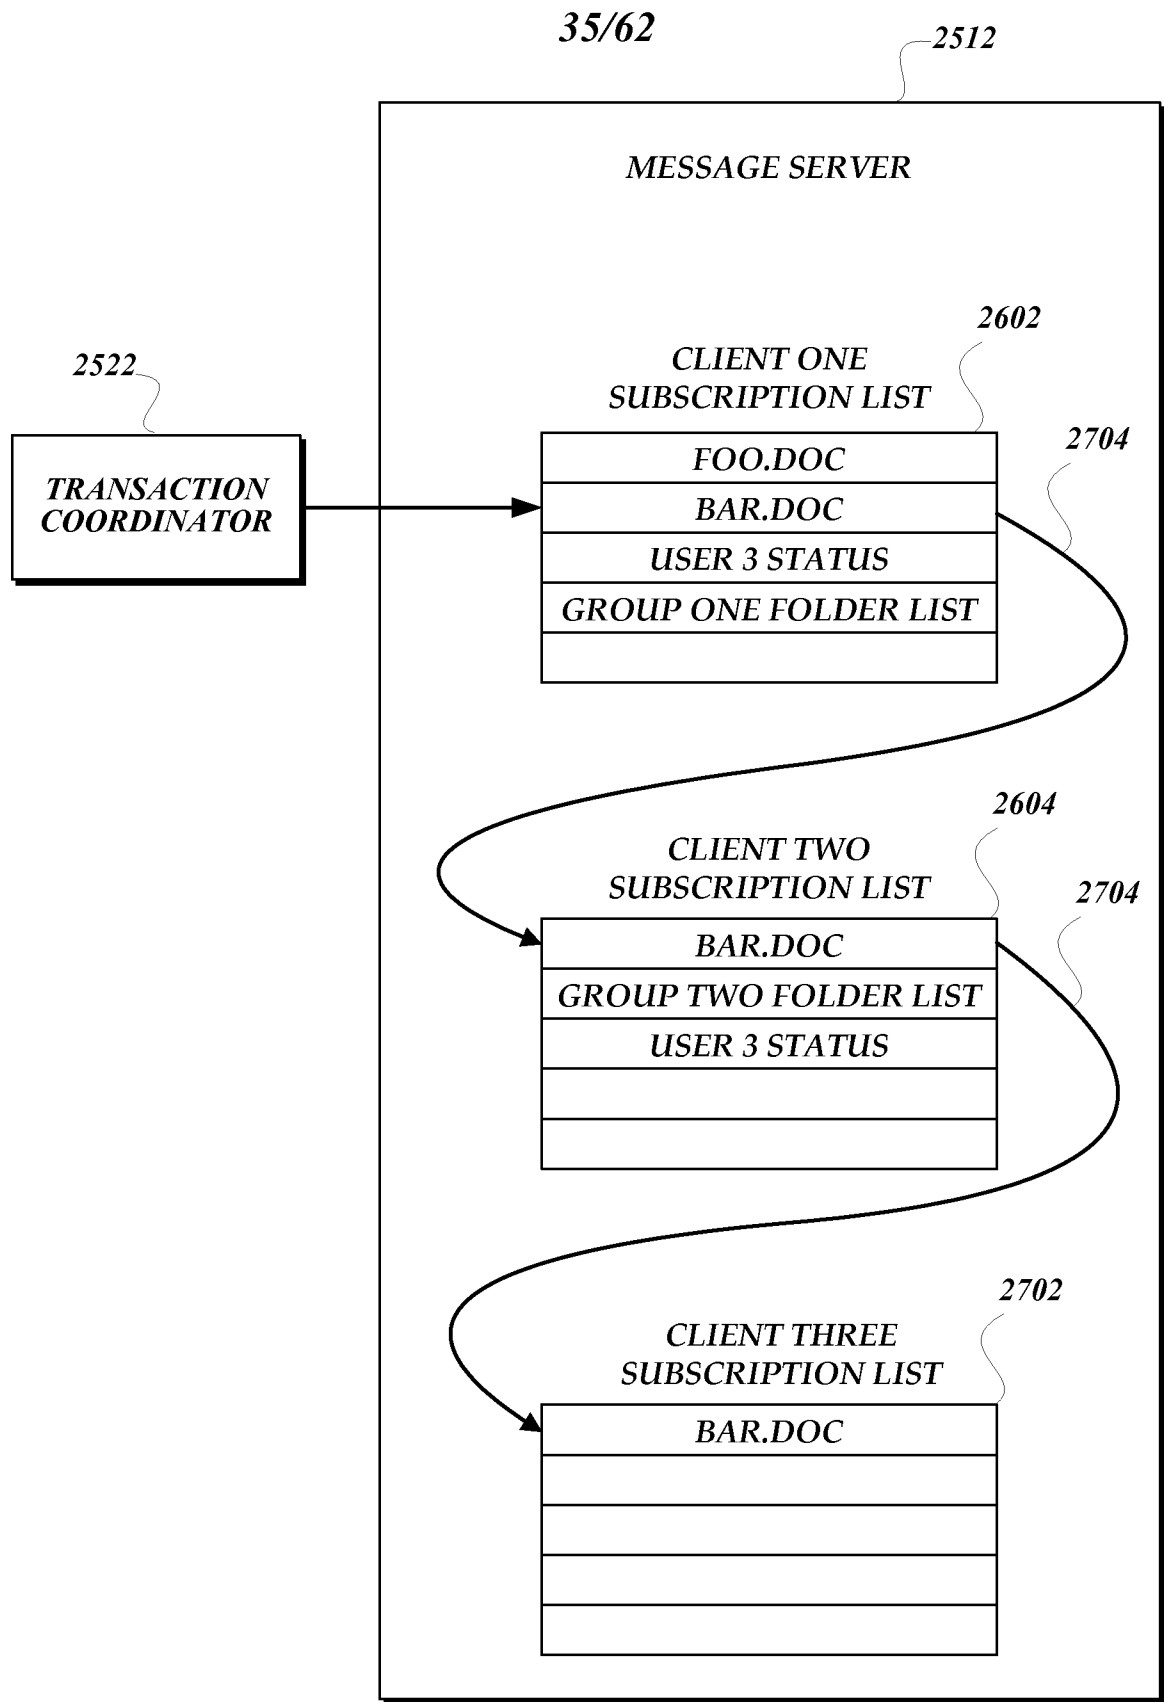 35/62
2512
MESSAGE SERVER
2602
CLIENT ONE
SUBSCRIPTION LIST
2522
2704
FOO.DOC
TRANSACTION
COORDINATOR
BAR.DOC
USER 3 STATUS
GROUP ONE FOLDER LIST
2604
CLIENT TWO
SUBSCRIPTION LIST
2704
BAR.DOC
GROUP TWO FOLDER LIST
USER 3 STATUS
2702
CLIENT THREE
SUBSCRIPTION LIST
BAR.DOC